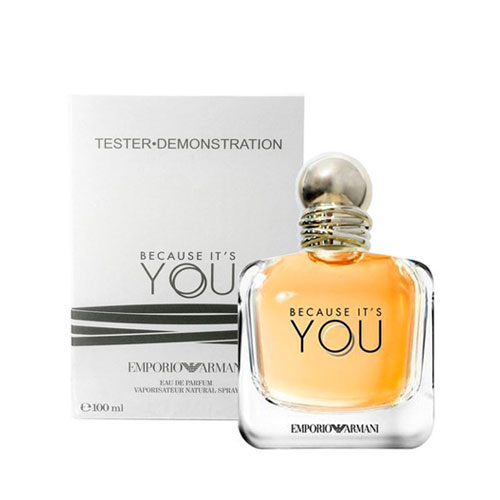 TESTER•DEMONSTRATION
BECAUSE IT'S
YOU
EMPORIO ARMANI
EAU DE PARFUM
VAPORISATEUR NATURAL SPRAY
℮100 ml
BECAUSE IT'S
YOU
EMPORIO ARMANI